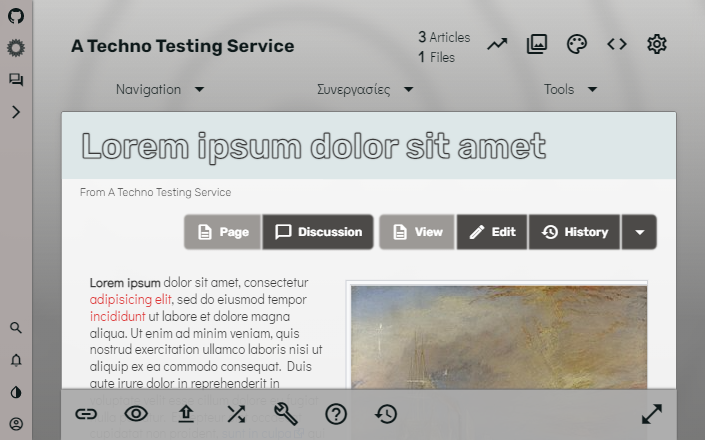 A Techno Testing Service
3 Articles
1 Files
Navigation Συνεργασίες Tools
Lorem ipsum dolor sit amet
From A Techno Testing Service
Page Discussion View Edit History
Lorem ipsum dolor sit amet, consectetur
adipisicing elit, sed do eiusmod tempor
incididunt ut labore et dolore magna
aliqua. Ut enim ad minim veniam, quis
nostrud exercitation ullamco laboris nisi ut
aliquip ex ea commodo consequat. Duis
aute irure dolor in reprehenderit in